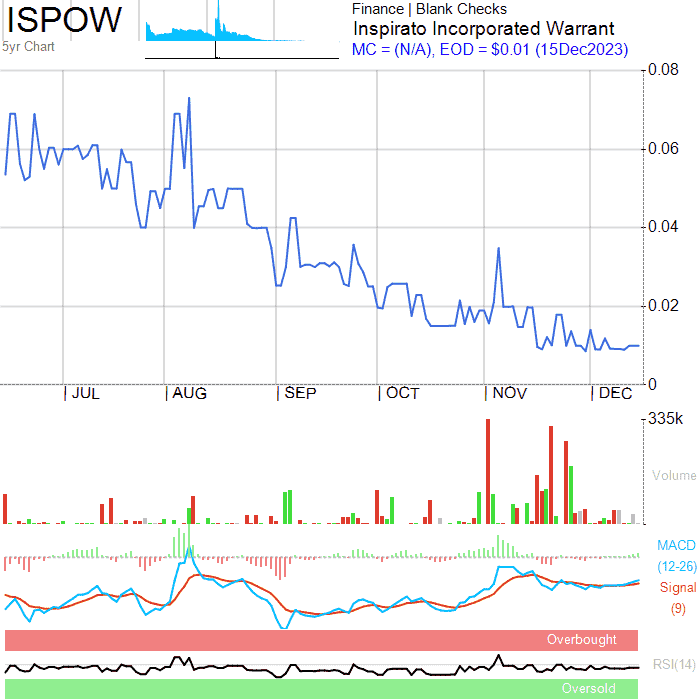 ISPOW
5yr Chart
Finance | Blank Checks
Inspirato Incorporated Warrant
MC = (N/A), EOD = $0.01 (15Dec2023)
0.08
0.06
0.04
0.02
0
| JUL | AUG | SEP | OCT | NOV | DEC
335k
Volume
MACD
(12-26)
Signal
(9)
Overbought
RSI(14)
Oversold